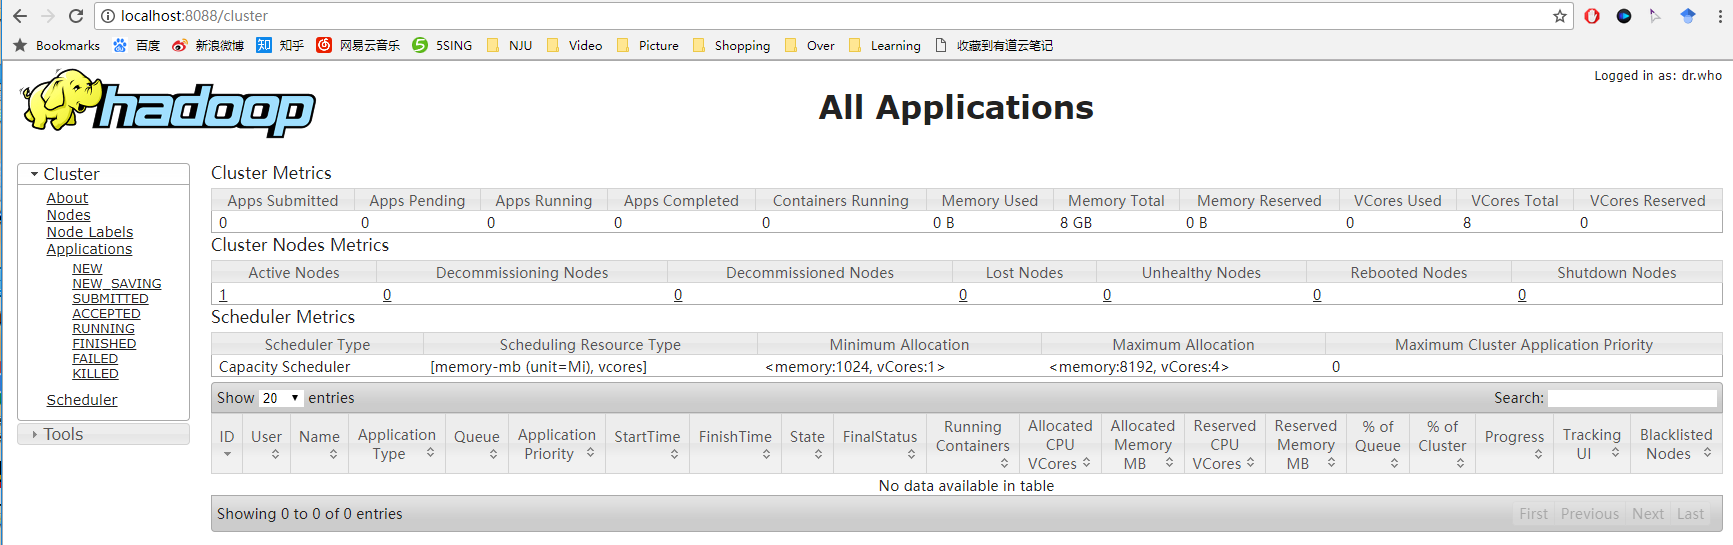 localhost:8088/cluster
Bookmarks 百度 新浪微博 知乎 网易云音乐 5SING NJU Video Picture Shopping Over Learning 收藏到有道云笔记
Logged in as: dr.who
hadoop
All Applications
Cluster
About
Nodes
Node Labels
Applications
NEW
NEW_SAVING
SUBMITTED
ACCEPTED
RUNNING
FINISHED
FAILED
KILLED
Scheduler
Tools
Cluster Metrics
Apps Submitted Apps Pending Apps Running Apps Completed Containers Running Memory Used Memory Total Memory Reserved VCores Used VCores Total VCores Reserved
0 0 0 0 0 0 B 8 GB 0 B 0 8 0
Cluster Nodes Metrics
Active Nodes Decommissioning Nodes Decommissioned Nodes Lost Nodes Unhealthy Nodes Rebooted Nodes Shutdown Nodes
1 0 0 0 0 0 0
Scheduler Metrics
Scheduler Type Scheduling Resource Type Minimum Allocation Maximum Allocation Maximum Cluster Application Priority
Capacity Scheduler [memory-mb (unit=Mi), vcores] <memory:1024, vCores:1> <memory:8192, vCores:4> 0
Show 20 entries Search:
ID User Name Application Type Queue Application Priority StartTime FinishTime State FinalStatus Running Containers Allocated CPU VCores Allocated Memory MB Reserved CPU VCores Reserved Memory MB % of Queue % of Cluster Progress Tracking UI Blacklisted Nodes
No data available in table
Showing 0 to 0 of 0 entries First Previous Next Last